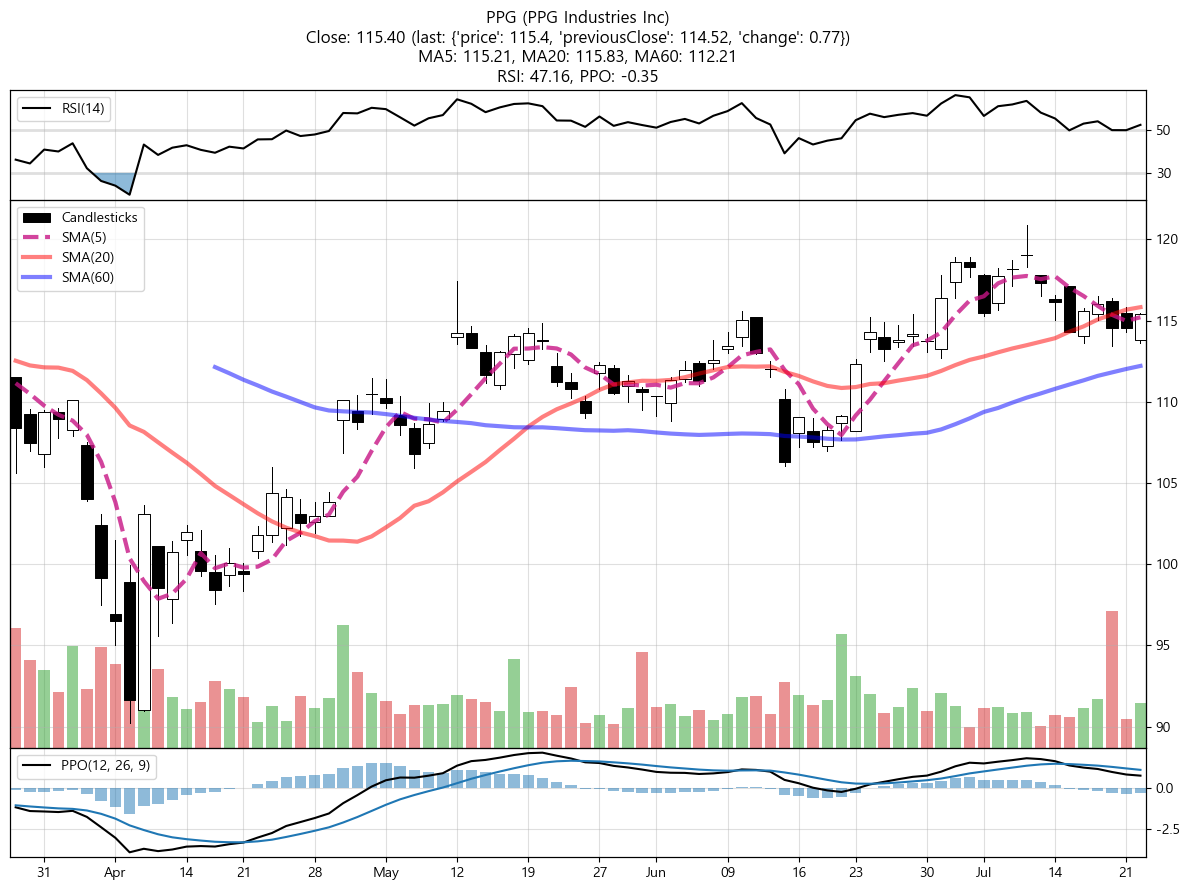 PPG (PPG Industries Inc)
Close: 115.40 (last: {'price': 115.4, 'previousClose': 114.52, 'change': 0.77})
MA5: 115.21, MA20: 115.83, MA60: 112.21
RSI: 47.16, PPO: -0.35
RSI(14)
50
30
Candlesticks
SMA(5)
SMA(20)
SMA(60)
120
115
110
105
100
95
90
PPO(12, 26, 9)
0.0
-2.5
31 Apr 14 21 28 May 12 19 27 Jun 09 16 23 30 Jul 14 21